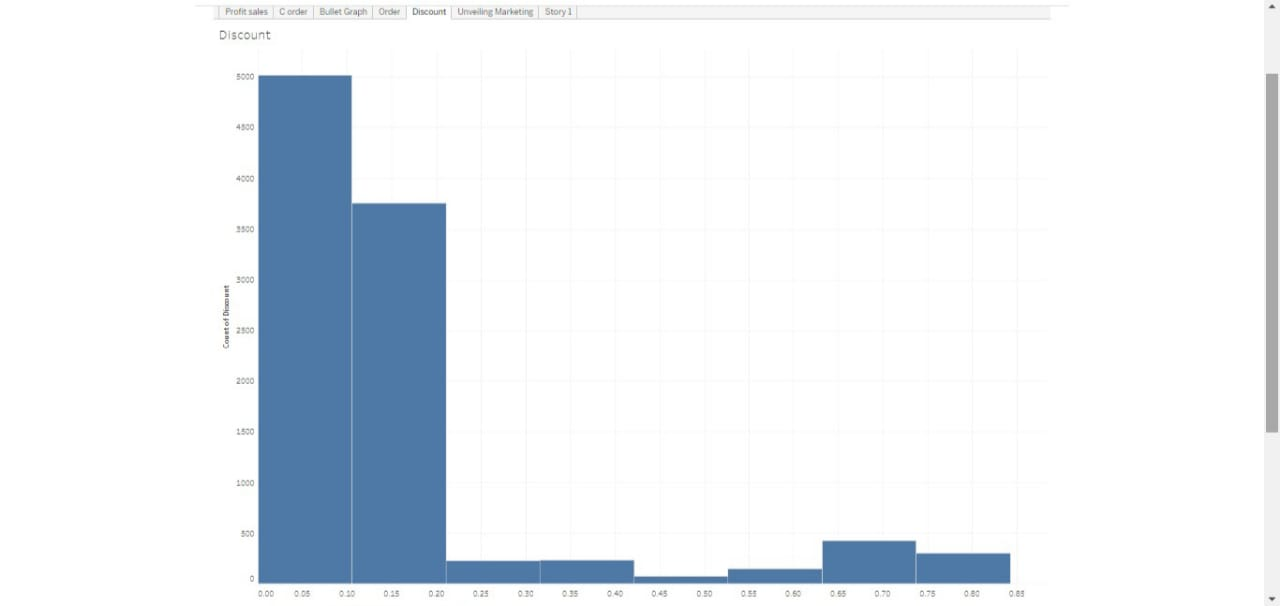 Profit sales C order Bullet Graph Order Discount Unveiling Marketing Story 1
Discount
5000
4500
4000
3500
3000
2500
2000
1500
1000
500
0
Count of Discount
0.00 0.05 0.10 0.15 0.20 0.25 0.30 0.35 0.40 0.45 0.50 0.55 0.60 0.65 0.70 0.75 0.80 0.85